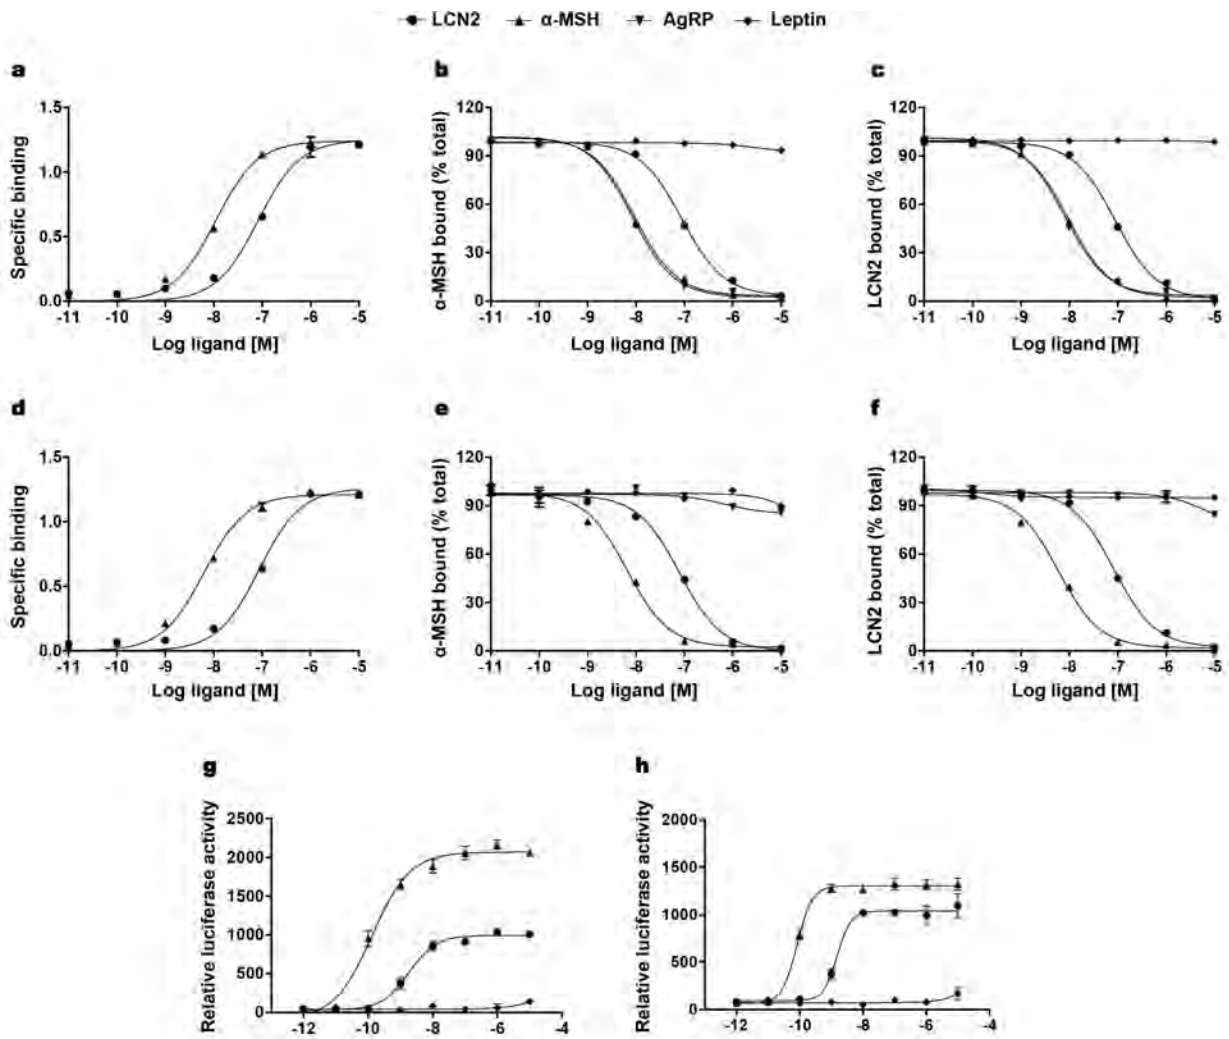 LCN2 α-MSH AgRP Leptin
a b c
Specific binding
1.5
1.0
0.5
0.0
-11 -10 -9 -8 -7 -6 -5
Log ligand [M]
α-MSH bound (% total)
120
90
60
30
0
-11 -10 -9 -8 -7 -6 -5
Log ligand [M]
LCN2 bound (% total)
120
90
60
30
0
-11 -10 -9 -8 -7 -6 -5
Log ligand [M]
d e f
Specific binding
1.5
1.0
0.5
0.0
-11 -10 -9 -8 -7 -6 -5
Log ligand [M]
α-MSH bound (% total)
120
90
60
30
0
-11 -10 -9 -8 -7 -6 -5
Log ligand [M]
LCN2 bound (% total)
120
90
60
30
0
-11 -10 -9 -8 -7 -6 -5
Log ligand [M]
g h
Relative luciferase activity
2500
2000
1500
1000
500
0
-12 -10 -8 -6 -4
Relative luciferase activity
2000
1500
1000
500
0
-12 -10 -8 -6 -4